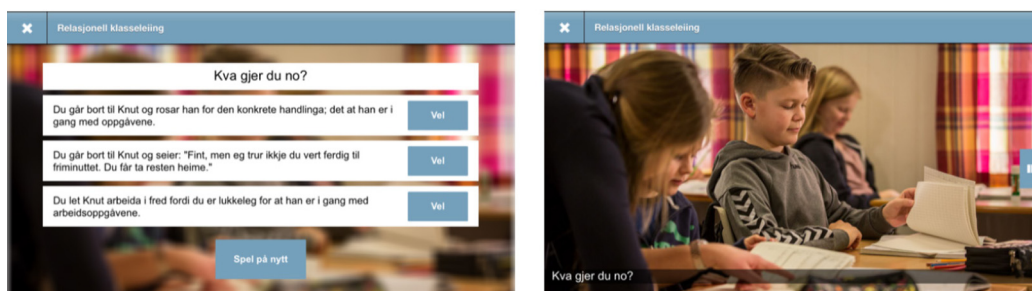 Relasjonell klasseleiing
Kva gjer du no?
Du går bort til Knut og rosar han for den konkrete handlinga; det at han er i
gang med oppgåvene.
Vel
Du går bort til Knut og seier: "Fint, men eg trur ikkje du vert ferdig til
friminuttet. Du får ta resten heime."
Vel
Du let Knut arbeida i fred fordi du er lukkeleg for at han er i gang med
arbeidsoppgåvene.
Vel
Spel på nytt
Relasjonell klasseleiing
Kva gjer du no?